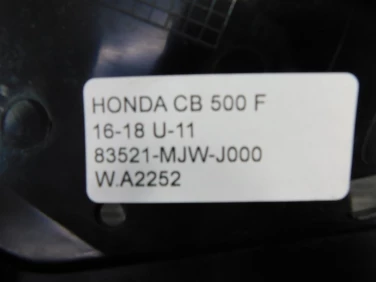 HONDA CB 500 F
16-18 U-11
83521-MJW-J000
W.A2252